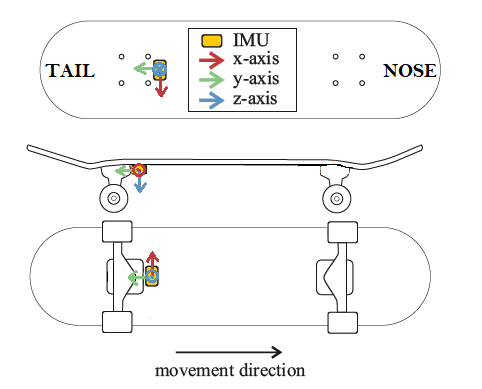 IMU
x-axis
TAIL
NOSE
y-axis
z-axis
movement direction